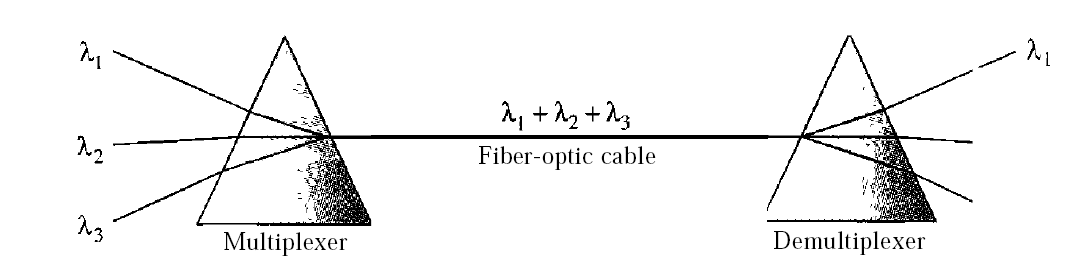 λ₁
λ₁
λ₁ + λ₂ + λ₃
λ₂
Fiber-optic cable
λ₃
Multiplexer
Demultiplexer